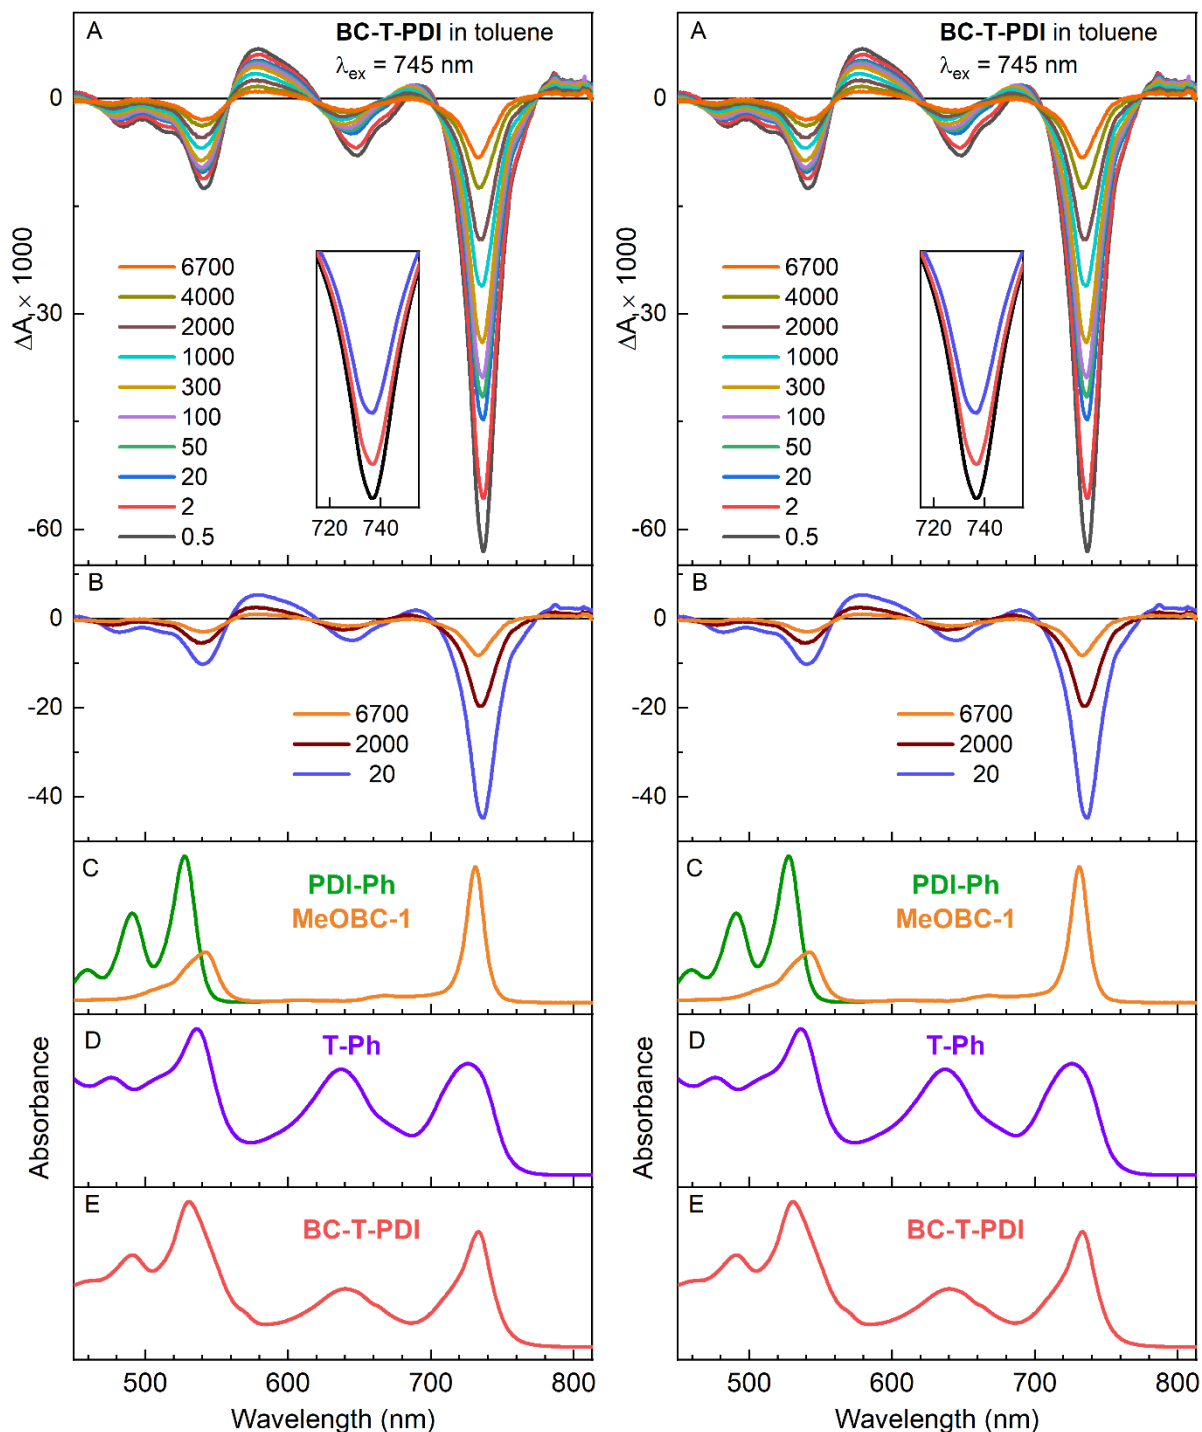 A
BC-T-PDI in toluene
λex = 745 nm
0
-30
-60
ΔA × 1000
6700
4000
2000
1000
300
100
50
20
2
0.5
720 740
B
0
-20
-40
6700
2000
20
C
PDI-Ph
MeOBC-1
D
T-Ph
Absorbance
E
BC-T-PDI
500 600 700 800
Wavelength (nm)
A
BC-T-PDI in toluene
λex = 745 nm
0
-30
-60
ΔA × 1000
6700
4000
2000
1000
300
100
50
20
2
0.5
720 740
B
0
-20
-40
6700
2000
20
C
PDI-Ph
MeOBC-1
D
T-Ph
Absorbance
E
BC-T-PDI
500 600 700 800
Wavelength (nm)